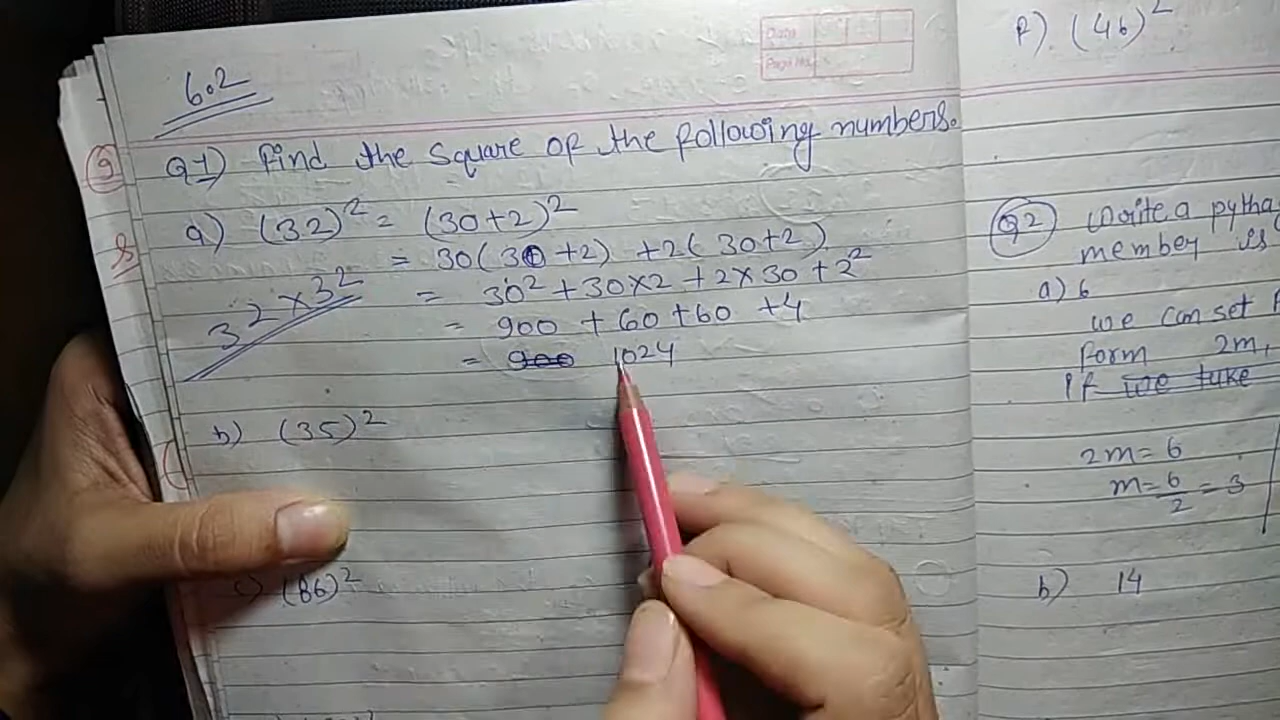 6.2
Date
Page No.
Q1) Find the square of the following numbers.
a) (32)² = (30+2)²
= 30(30+2) +2(30+2)
32×32
= 30² + 30×2 + 2×30 + 2²
= 900 + 60+60 +4
= 900 1024
b) (35)²
c) (86)²
f) (46)²
Q2 Write a pytha
member is
a) 6
we can set
form 2m,
If we take
2m = 6
m = 6/2 = 3
b) 14